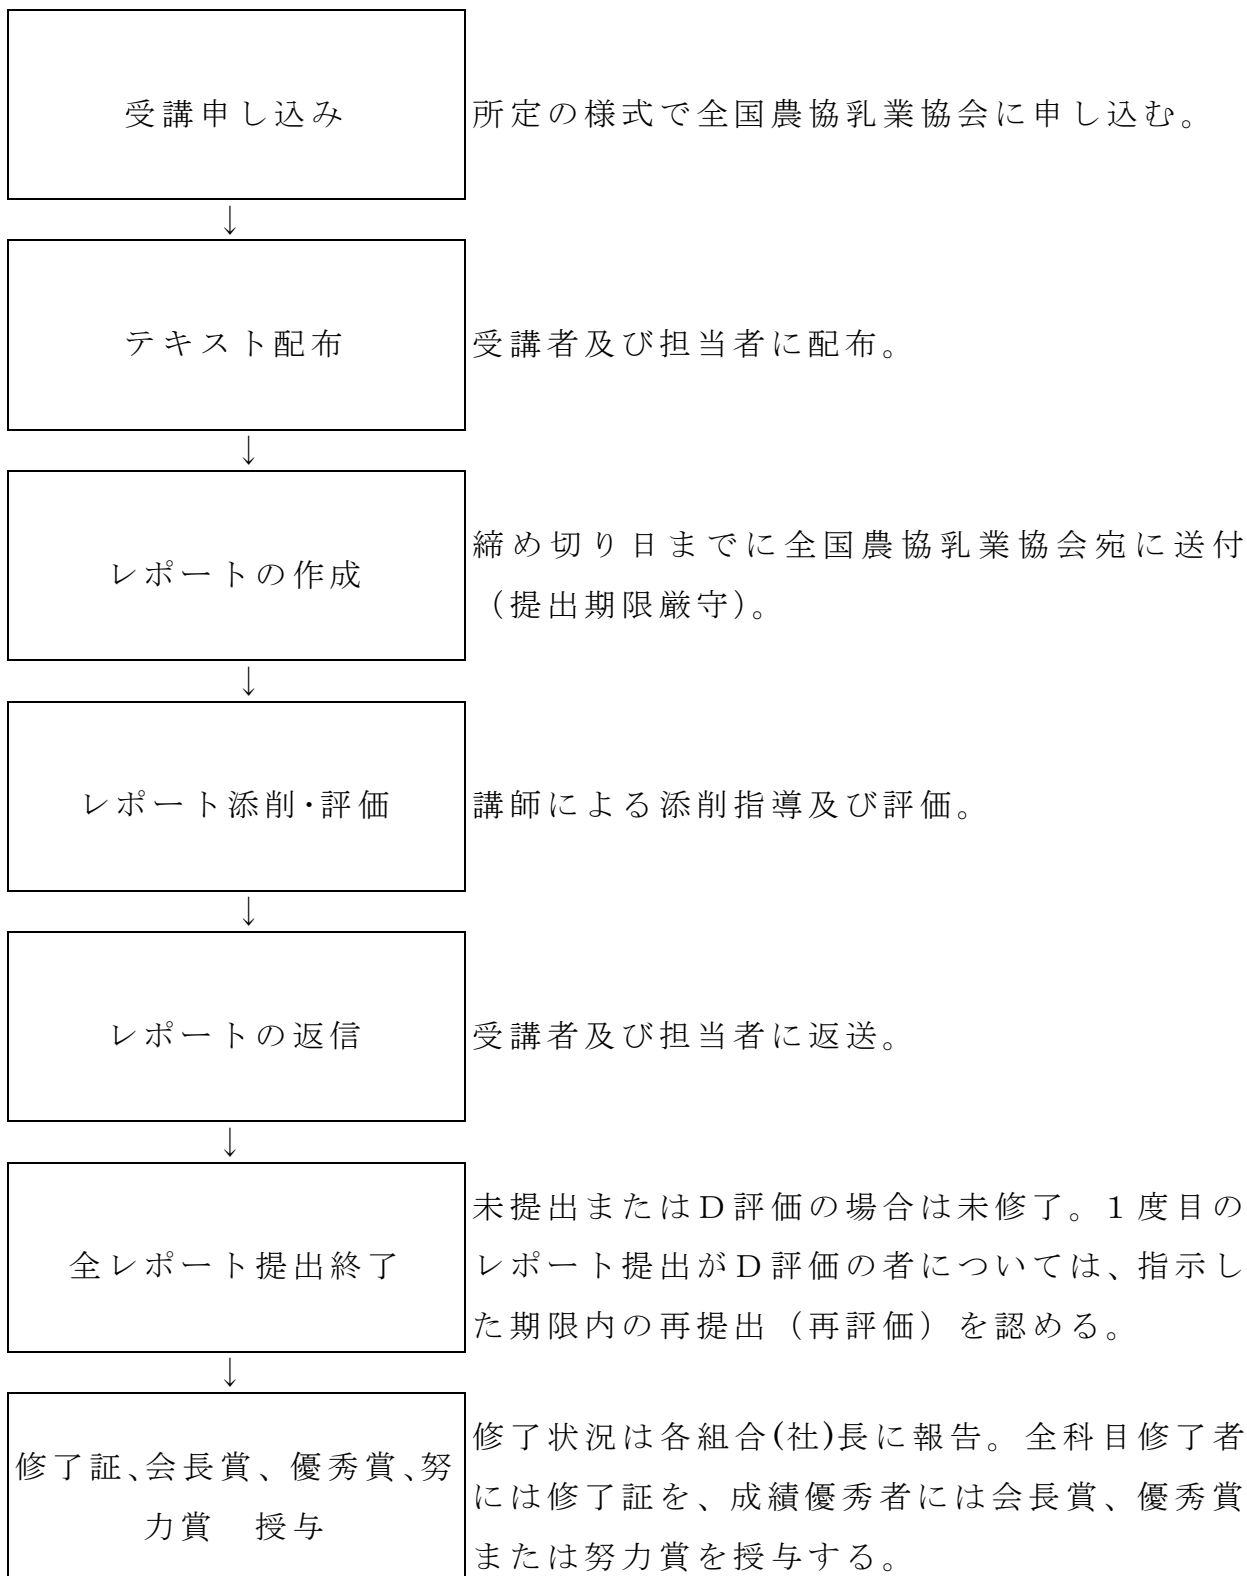 受講申し込み
所定の様式で全国農協乳業協会に申し込む。
↓
テキスト配布
受講者及び担当者に配布。
↓
レポートの作成
締め切り日までに全国農協乳業協会宛に送付
（提出期限厳守）。
↓
レポート添削･評価
講師による添削指導及び評価。
↓
レポートの返信
受講者及び担当者に返送。
↓
全レポート提出終了
未提出またはＤ評価の場合は未修了。１度目の
レポート提出がＤ評価の者については、指示し
た期限内の再提出（再評価）を認める。
↓
修了証、会長賞、優秀賞、努
力賞　授与
修了状況は各組合(社)長に報告。全科目修了者
には修了証を、成績優秀者には会長賞、優秀賞
または努力賞を授与する。